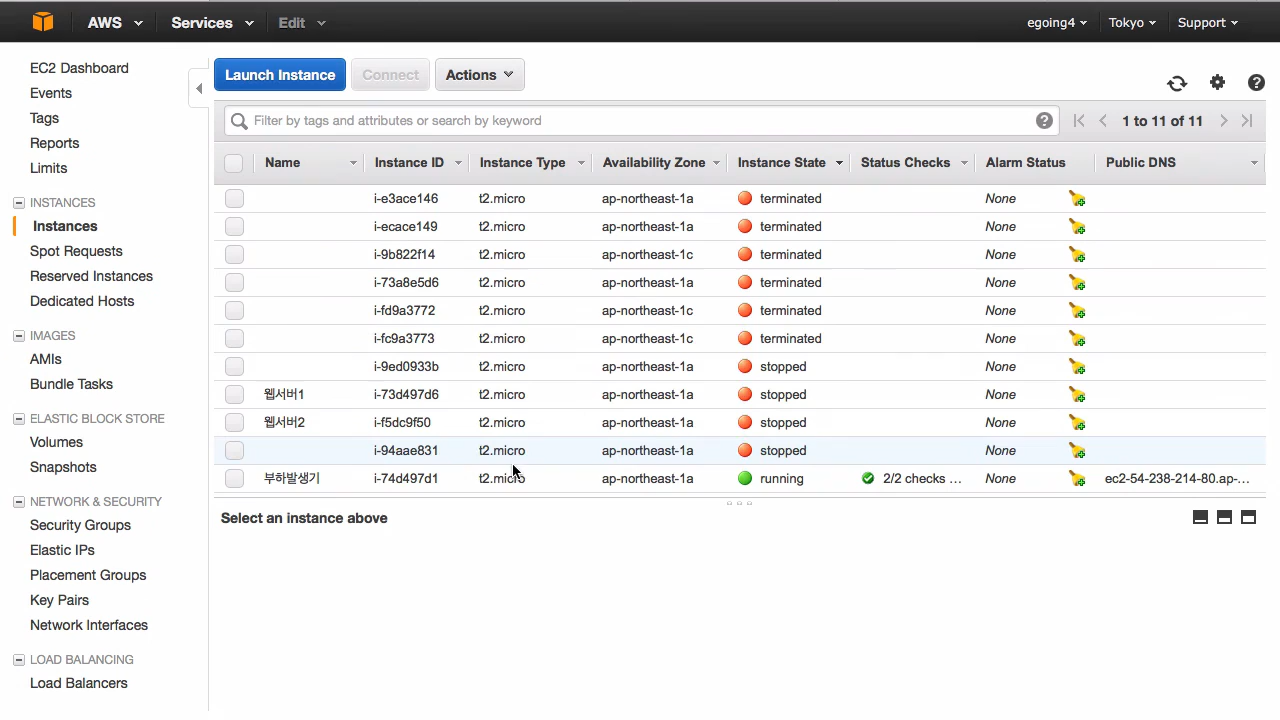 AWS Services Edit egoing4 Tokyo Support
EC2 Dashboard
Events
Tags
Reports
Limits
INSTANCES
Instances
Spot Requests
Reserved Instances
Dedicated Hosts
IMAGES
AMIs
Bundle Tasks
ELASTIC BLOCK STORE
Volumes
Snapshots
NETWORK & SECURITY
Security Groups
Elastic IPs
Placement Groups
Key Pairs
Network Interfaces
LOAD BALANCING
Load Balancers
Launch Instance Connect Actions
Filter by tags and attributes or search by keyword 1 to 11 of 11
Name Instance ID Instance Type Availability Zone Instance State Status Checks Alarm Status Public DNS
i-e3ace146 t2.micro ap-northeast-1a terminated None
i-ecace149 t2.micro ap-northeast-1a terminated None
i-9b822f14 t2.micro ap-northeast-1c terminated None
i-73a8e5d6 t2.micro ap-northeast-1a terminated None
i-fd9a3772 t2.micro ap-northeast-1c terminated None
i-fc9a3773 t2.micro ap-northeast-1c terminated None
i-9ed0933b t2.micro ap-northeast-1a stopped None
웹서버1 i-73d497d6 t2.micro ap-northeast-1a stopped None
웹서버2 i-f5dc9f50 t2.micro ap-northeast-1a stopped None
i-94aae831 t2.micro ap-northeast-1a stopped None
부하발생기 i-74d497d1 t2.micro ap-northeast-1a running 2/2 checks ... None ec2-54-238-214-80.ap-...
Select an instance above